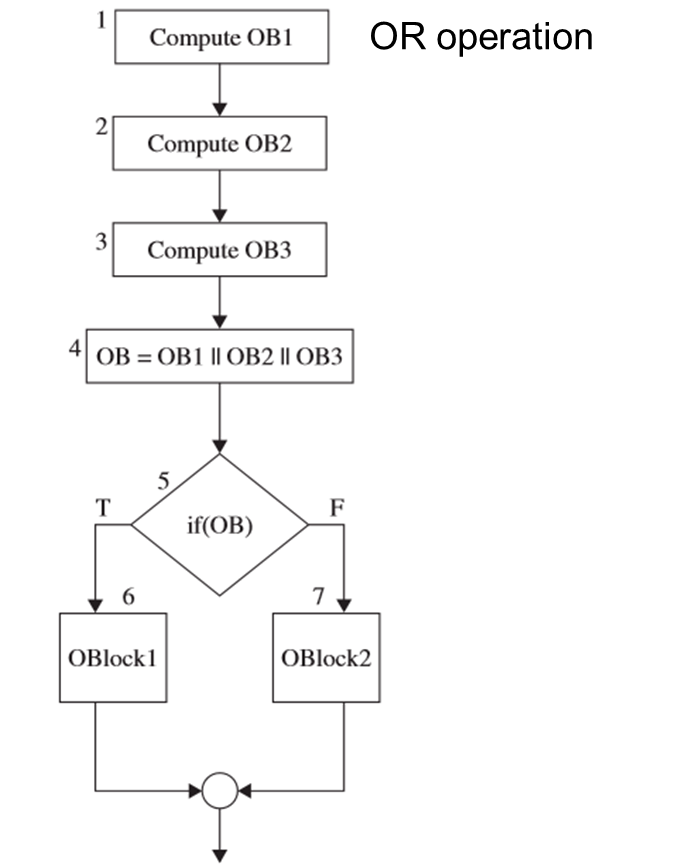 OR operation
1
Compute OB1
2
Compute OB2
3
Compute OB3
4
OB = OB1 || OB2 || OB3
5
T
F
if(OB)
6
7
OBlock1
OBlock2